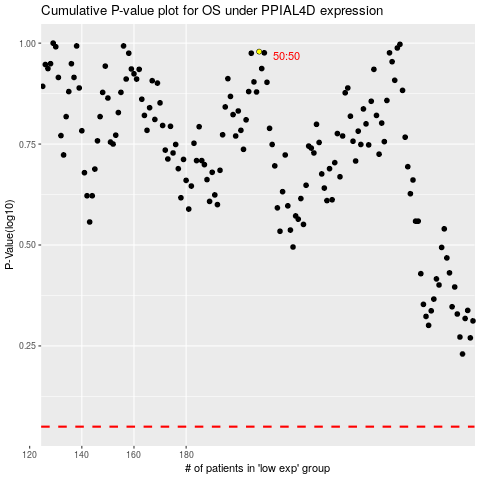 Cumulative P-value plot for OS under PPIAL4D expression
1.00
50:50
0.75
P-Value(log10)
0.50
0.25
120 140 160 180
# of patients in 'low exp' group